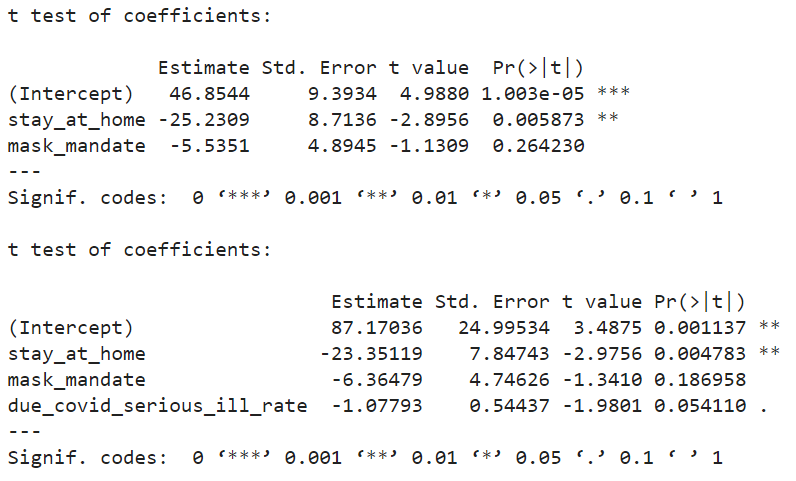 t test of coefficients:

             Estimate Std. Error t value  Pr(>|t|)
(Intercept)   46.8544     9.3934  4.9880 1.003e-05 ***
stay_at_home -25.2309     8.7136 -2.8956  0.005873 **
mask_mandate  -5.5351     4.8945 -1.1309  0.264230
---
Signif. codes:  0 ‘***’ 0.001 ‘**’ 0.01 ‘*’ 0.05 ‘.’ 0.1 ‘ ’ 1

t test of coefficients:

                           Estimate Std. Error t value Pr(>|t|)
(Intercept)                87.17036   24.99534  3.4875 0.001137 **
stay_at_home              -23.35119    7.84743 -2.9756 0.004783 **
mask_mandate               -6.36479    4.74626 -1.3410 0.186958
due_covid_serious_ill_rate -1.07793    0.54437 -1.9801 0.054110 .
---
Signif. codes:  0 ‘***’ 0.001 ‘**’ 0.01 ‘*’ 0.05 ‘.’ 0.1 ‘ ’ 1